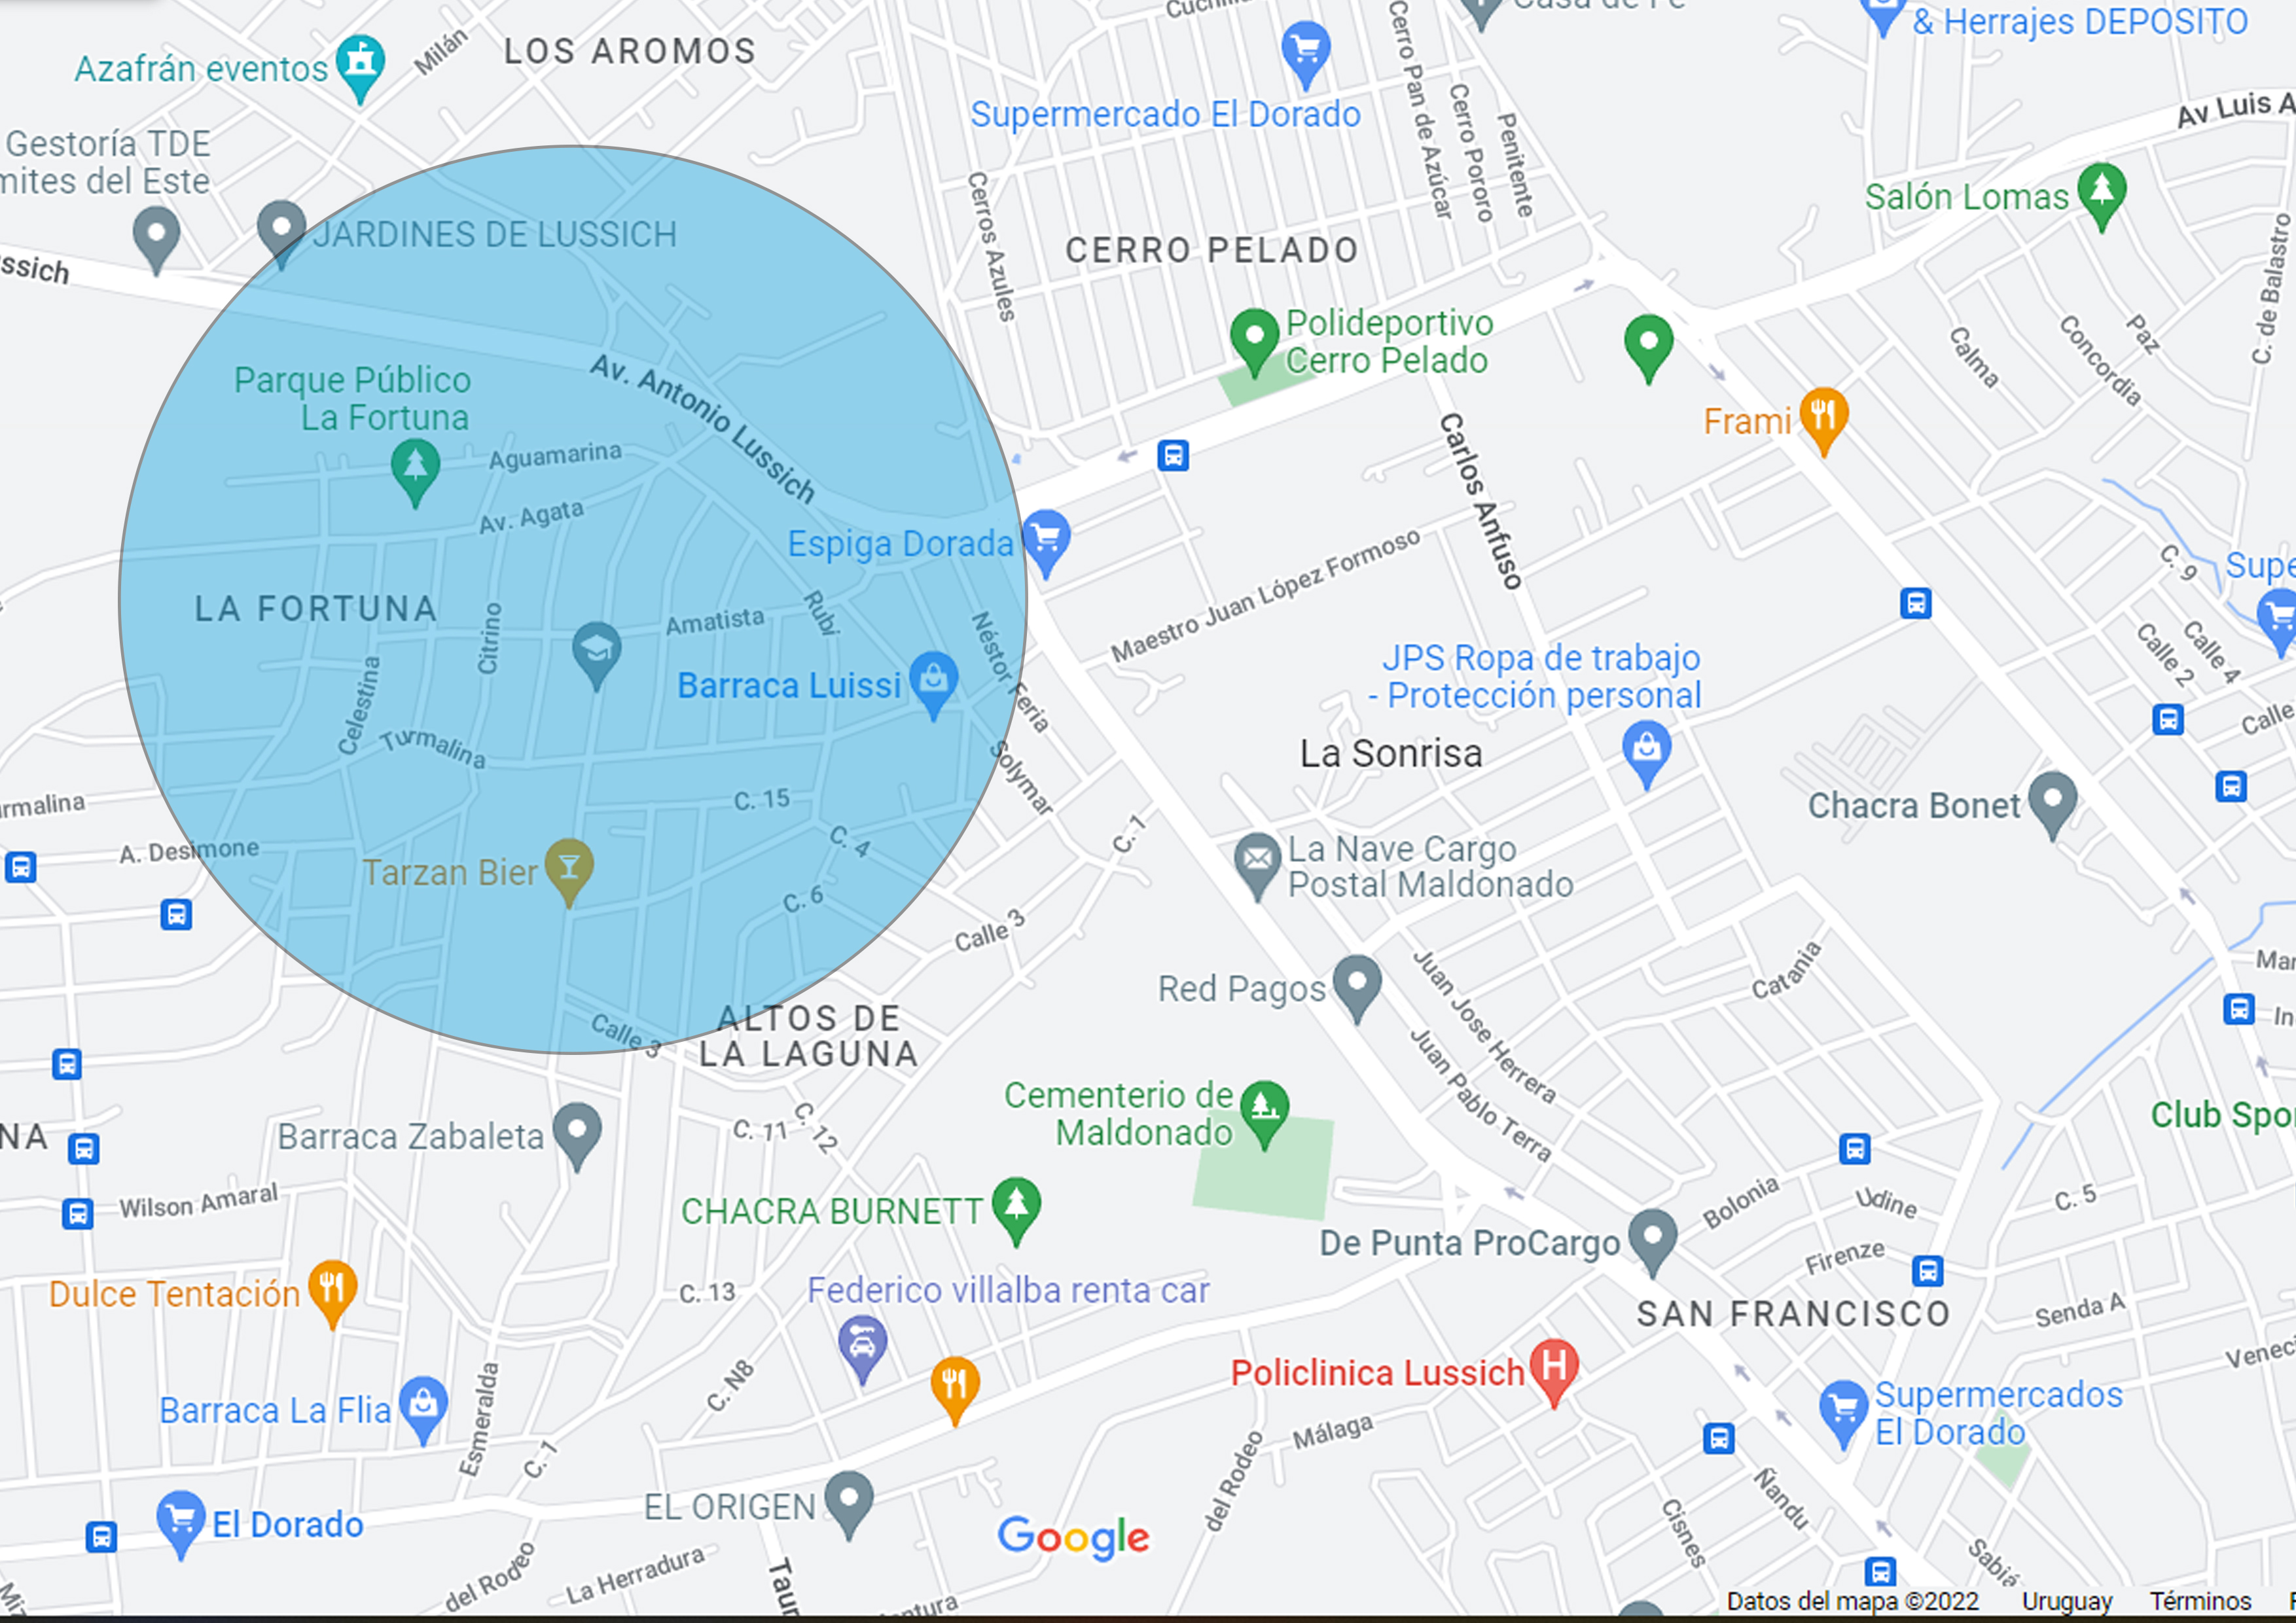 Casa de Fe
& Herrajes DEPOSITO
Milán
LOS AROMOS
Azafrán eventos
Supermercado El Dorado
Cerro Pan de Azúcar
Cerro Pororo
Penitente
Av Luis A
Gestoría TDE
mites del Este
Salón Lomas
JARDINES DE LUSSICH
Cerros Azules
CERRO PELADO
ssich
C. de Balastro
Polideportivo
Cerro Pelado
Calma
Concordia
Paz
Parque Público
La Fortuna
Av. Antonio Lussich
Frami
Aguamarina
Av. Agata
Carlos Anfuso
Espiga Dorada
Maestro Juan López Formoso
C. 9
Supe
LA FORTUNA
Citrino
Amatista
Rubí
Néstor Feria
Calle 2
Calle 4
Celestina
Barraca Luissi
JPS Ropa de trabajo
- Protección personal
Calle
Turmalina
Solymar
La Sonrisa
urmalina
C. 15
C. 1
Chacra Bonet
A. Desimone
C. 4
La Nave Cargo
Postal Maldonado
Tarzan Bier
C. 6
Calle 3
Catania
Mar
Red Pagos
Juan Jose Herrera
Juan Pablo Terra
In
Calle 3
ALTOS DE
LA LAGUNA
Cementerio de
Maldonado
Club Spo
NA
Barraca Zabaleta
C. 11
C. 12
Wilson Amaral
CHACRA BURNETT
Bolonia
Udine
C. 5
De Punta ProCargo
Firenze
Dulce Tentación
C. 13
Federico villalba renta car
SAN FRANCISCO
Senda A
Venec
Policlinica Lussich
C. N8
Barraca La Flia
Esmeralda
C. 1
Málaga
Supermercados
El Dorado
El Dorado
EL ORIGEN
del Rodeo
Google
Cisnes
Ñandu
Sabiá
del Rodeo
La Herradura
Taur
ntura
Miz
Datos del mapa ©2022 Uruguay Términos